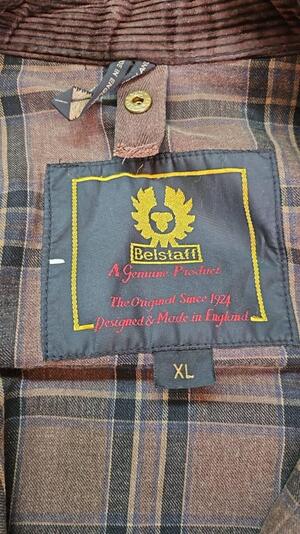 Belstaff
A Genuine Product
The Original Since 1924
Designed & Made in England
XL